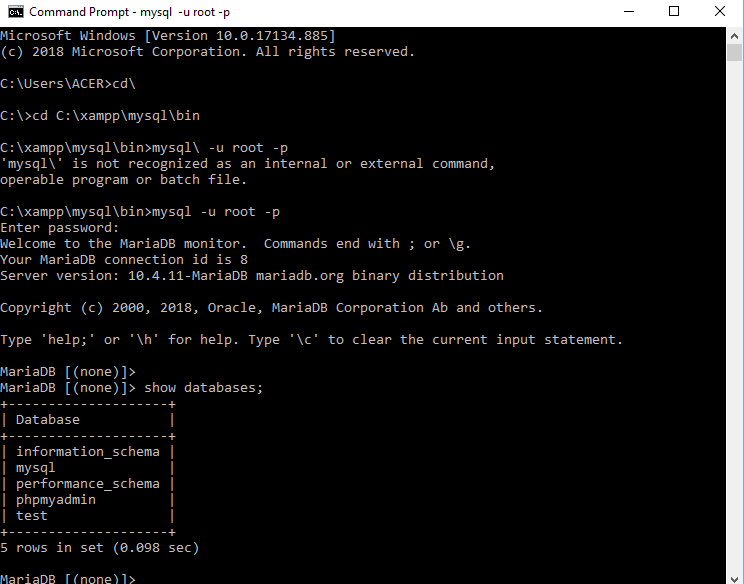 Command Prompt - mysql -u root -p
Microsoft Windows [Version 10.0.17134.885]
(c) 2018 Microsoft Corporation. All rights reserved.
C:\Users\ACER>cd\
C:\>cd C:\xampp\mysql\bin
C:\xampp\mysql\bin>mysql\ -u root -p
'mysql\' is not recognized as an internal or external command,
operable program or batch file.
C:\xampp\mysql\bin>mysql -u root -p
Enter password:
Welcome to the MariaDB monitor.  Commands end with ; or \g.
Your MariaDB connection id is 8
Server version: 10.4.11-MariaDB mariadb.org binary distribution
Copyright (c) 2000, 2018, Oracle, MariaDB Corporation Ab and others.
Type 'help;' or '\h' for help. Type '\c' to clear the current input statement.
MariaDB [(none)]>
MariaDB [(none)]> show databases;
+--------------------+
| Database           |
+--------------------+
| information_schema |
| mysql              |
| performance_schema |
| phpmyadmin         |
| test               |
+--------------------+
5 rows in set (0.098 sec)
MariaDB [(none)]>